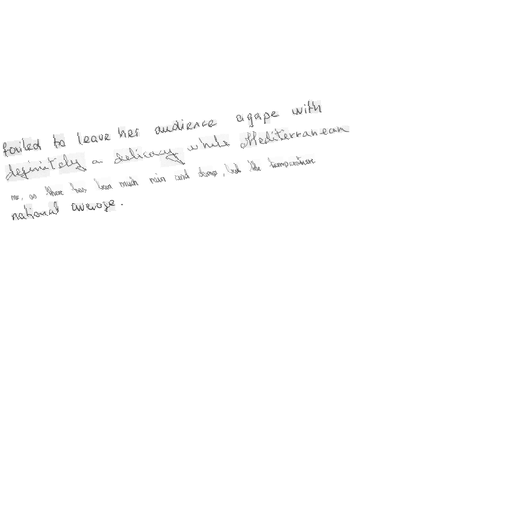 failed to leave her audience agape with
definitely a delicacy while Mediterranean
me, as there has been much rain and damp, but the temperature
national average.